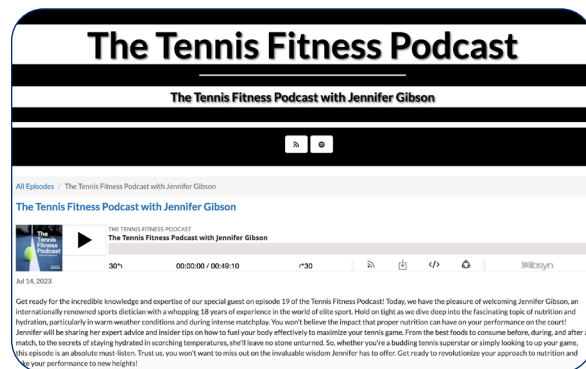 The Tennis Fitness Podcast
The Tennis Fitness Podcast with Jennifer Gibson
All Episodes / The Tennis Fitness Podcast with Jennifer Gibson
The Tennis Fitness Podcast with Jennifer Gibson
The
Tennis
Fitness
Podcast
THE TENNIS FITNESS PODCAST
The Tennis Fitness Podcast with Jennifer Gibson
30 00:00:00 / 00:49:10 30 </> libsyn
Jul 14, 2023
Get ready for the incredible knowledge and expertise of our special guest on episode 19 of the Tennis Fitness Podcast! Today, we have the pleasure of welcoming Jennifer Gibson, an
internationally renowned sports dietician with a whopping 18 years of experience in the world of elite sport. Hold on tight as we dive deep into the fascinating topic of nutrition and
hydration, particularly in warm weather conditions and during intense matchplay. You won't believe the impact that proper nutrition can have on your performance on the court!
Jennifer will be sharing her expert advice and insider tips on how to fuel your body effectively to maximize your tennis game. From the best foods to consume before, during, and after a
match, to the secrets of staying hydrated in scorching temperatures, she'll leave no stone unturned. So, whether you're a budding tennis superstar or simply looking to up your game,
this episode is an absolute must-listen. Trust us, you won't want to miss out on the invaluable wisdom Jennifer has to offer. Get ready to revolutionize your approach to nutrition and
your performance to new heights!